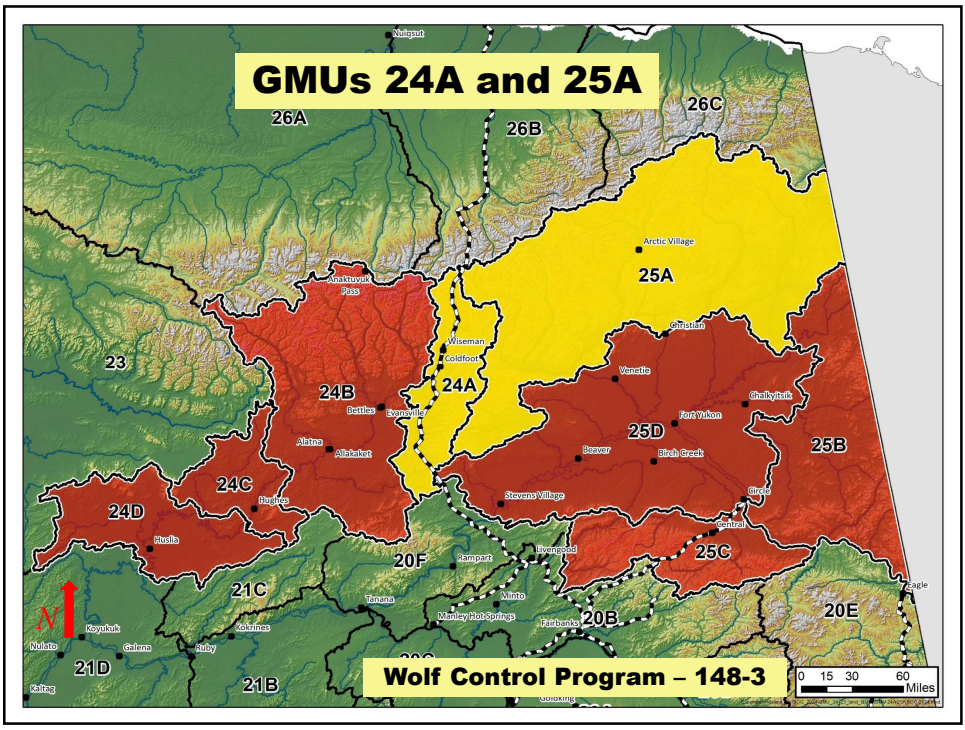 Nuiqsut
GMUs 24A and 25A
26A
26B
26C
Arctic Village
25A
Anaktuvuk
Pass
Christian
23
Wiseman
Coldfoot
24A
24B
Venetie
Bettles
Evansville
Chalkyitsik
Fort Yukon
25D
25B
Alatna
Allakaket
Beaver
Birch Creek
24C
Hughes
Stevens Village
Circle
24D
Huslia
Central
25C
Livengood
20F
Rampart
21C
Eagle
N
Tanana
Minto
Manley Hot Springs
20B
20E
Fairbanks
Koyukuk
Kokrines
Nulato
Galena
Ruby
21D
21B
20C
Wolf Control Program – 148-3
0 15 30 60
Miles
Kaltag
Goldking